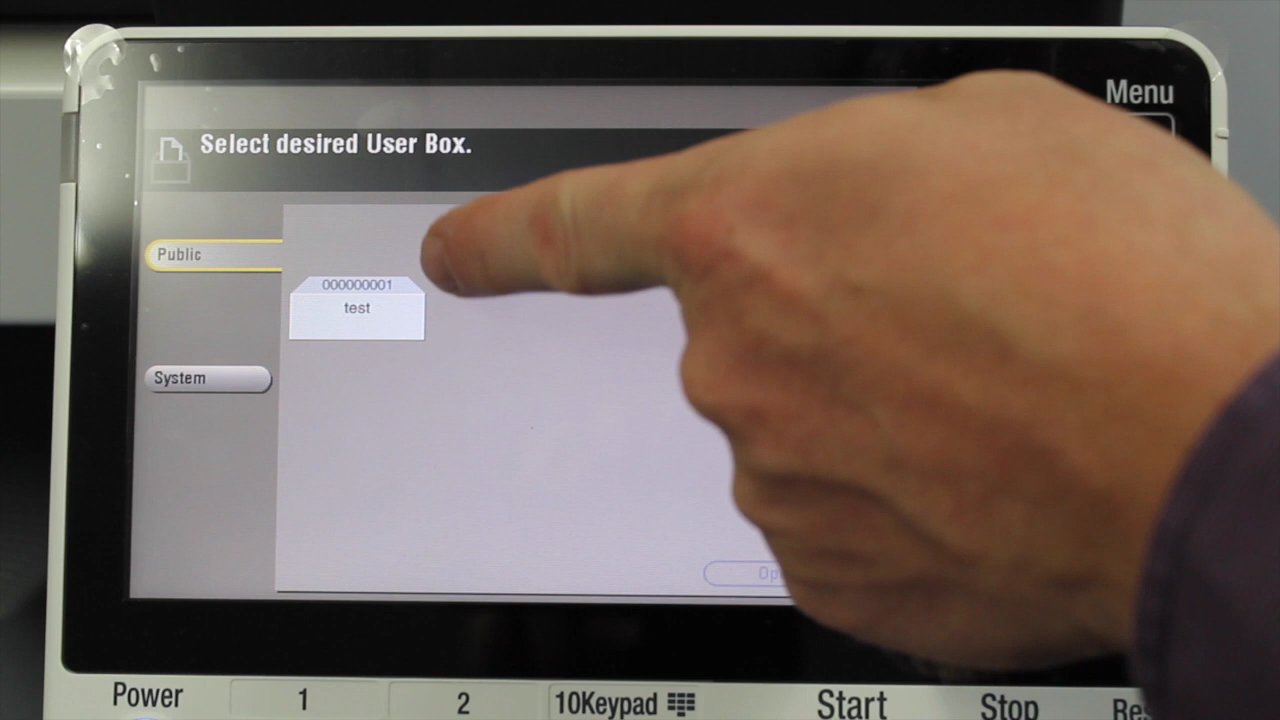 Menu
Select desired User Box.
Public
000000001
test
System
Power
1
2
10Keypad
Start
Stop